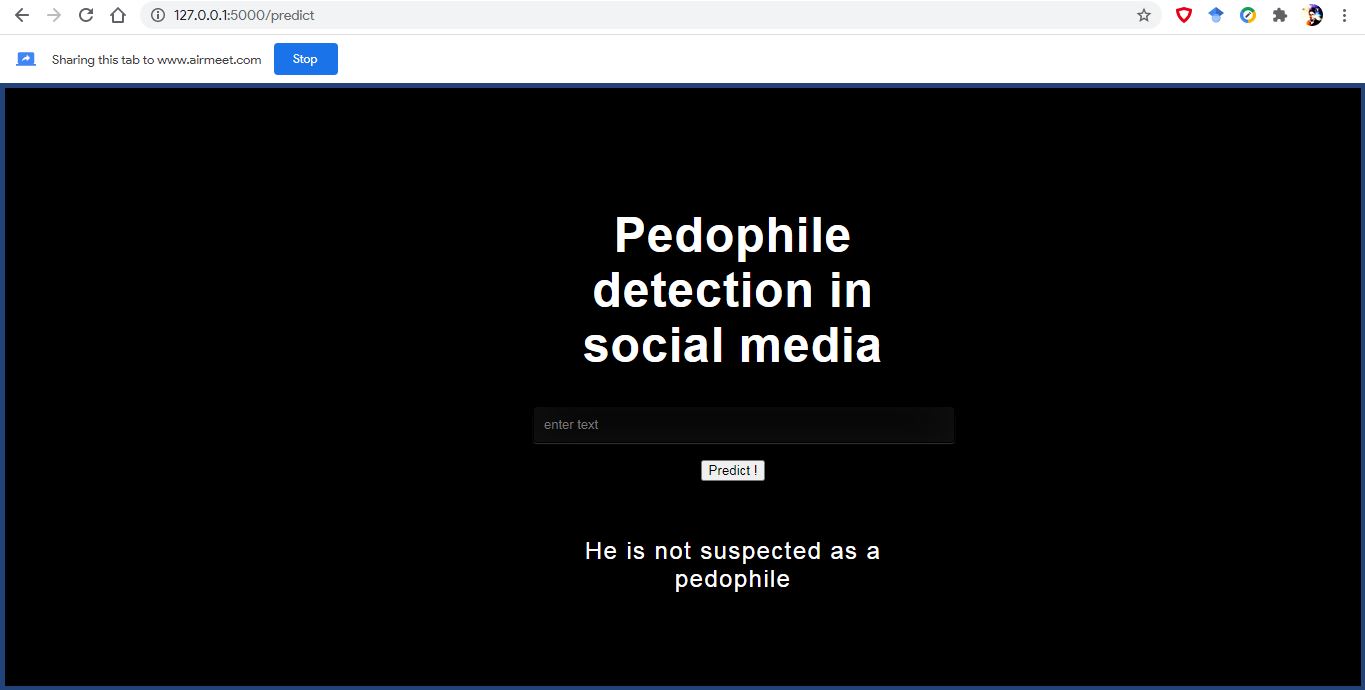 127.0.0.1:5000/predict
Sharing this tab to www.airmeet.com
Stop
Pedophile
detection in
social media
enter text
Predict !
He is not suspected as a
pedophile